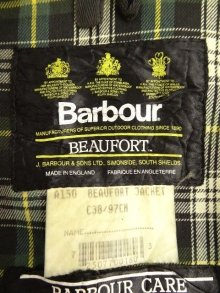 Barbour
MANUFACTURERS OF SUPERIOR OUTDOOR CLOTHING SINCE 1890
BEAUFORT.
J. BARBOUR & SONS LTD. SIMONSIDE, SOUTH SHIELDS.
MADE IN ENGLAND FABRIQUE EN ANGLETERRE
A150 BEAUFORT JACKET
C38/97CM
NAME
BARBOUR CARE